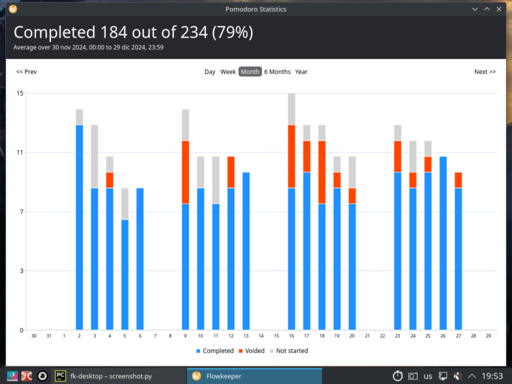 Pomodoro Statistics
Completed 184 out of 234 (79%)
Average over 30 nov 2024, 00:00 to 29 dic 2024, 23:59
<< Prev Day Week Month 6 Months Year Next >>
15
11
7
3
0
30 31 1 2 3 4 5 6 7 8 9 10 11 12 13 14 15 16 17 18 19 20 21 22 23 24 25 26 27 28 29
Completed Voided Not started
PC fk-desktop – screenshot.py Flowkeeper us 19:53